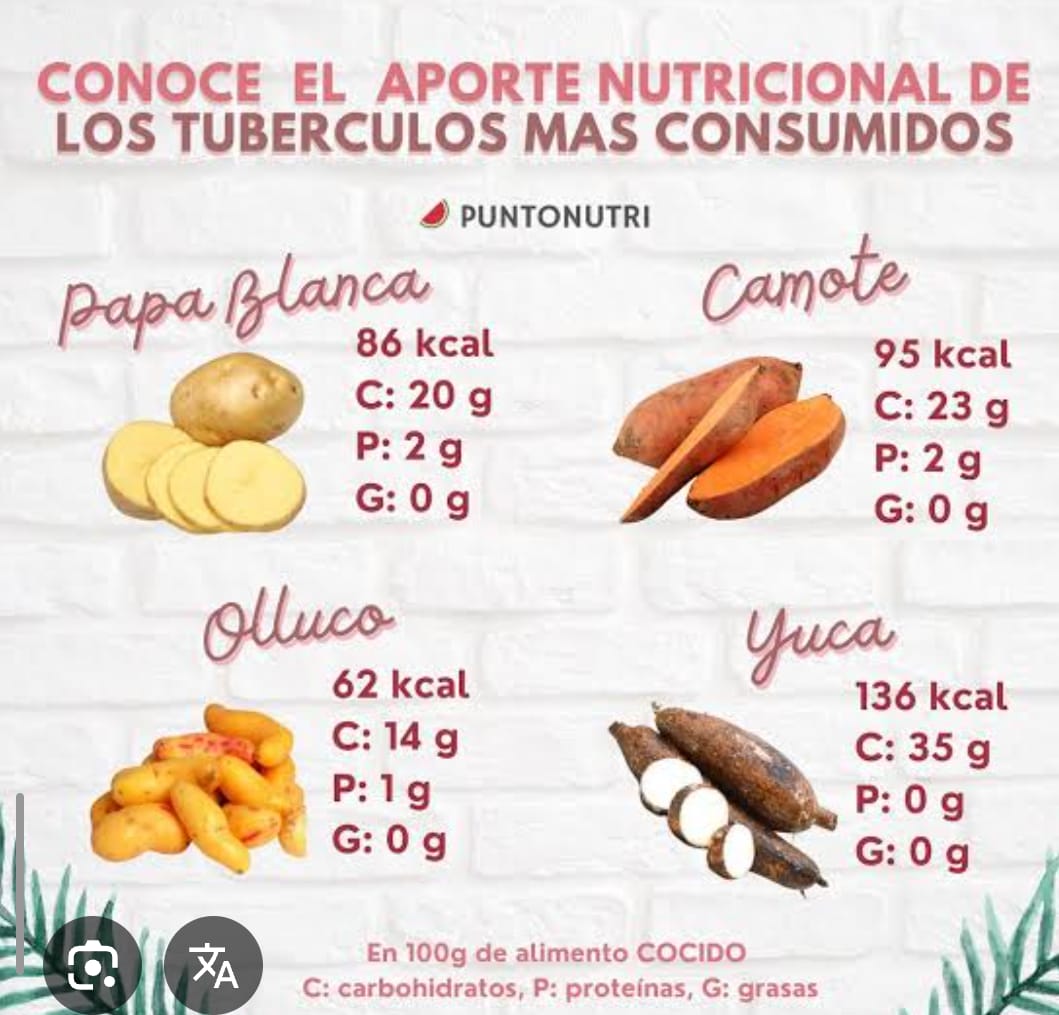 CONOCE EL APORTE NUTRICIONAL DE
LOS TUBERCULOS MAS CONSUMIDOS
PUNTONUTRI
Papa Blanca
86 kcal
C: 20 g
P: 2 g
G: 0 g
Camote
95 kcal
C: 23 g
P: 2 g
G: 0 g
Olluco
62 kcal
C: 14 g
P: 1 g
G: 0 g
Yuca
136 kcal
C: 35 g
P: 0 g
G: 0 g
En 100g de alimento COCIDO
C: carbohidratos, P: proteínas, G: grasas